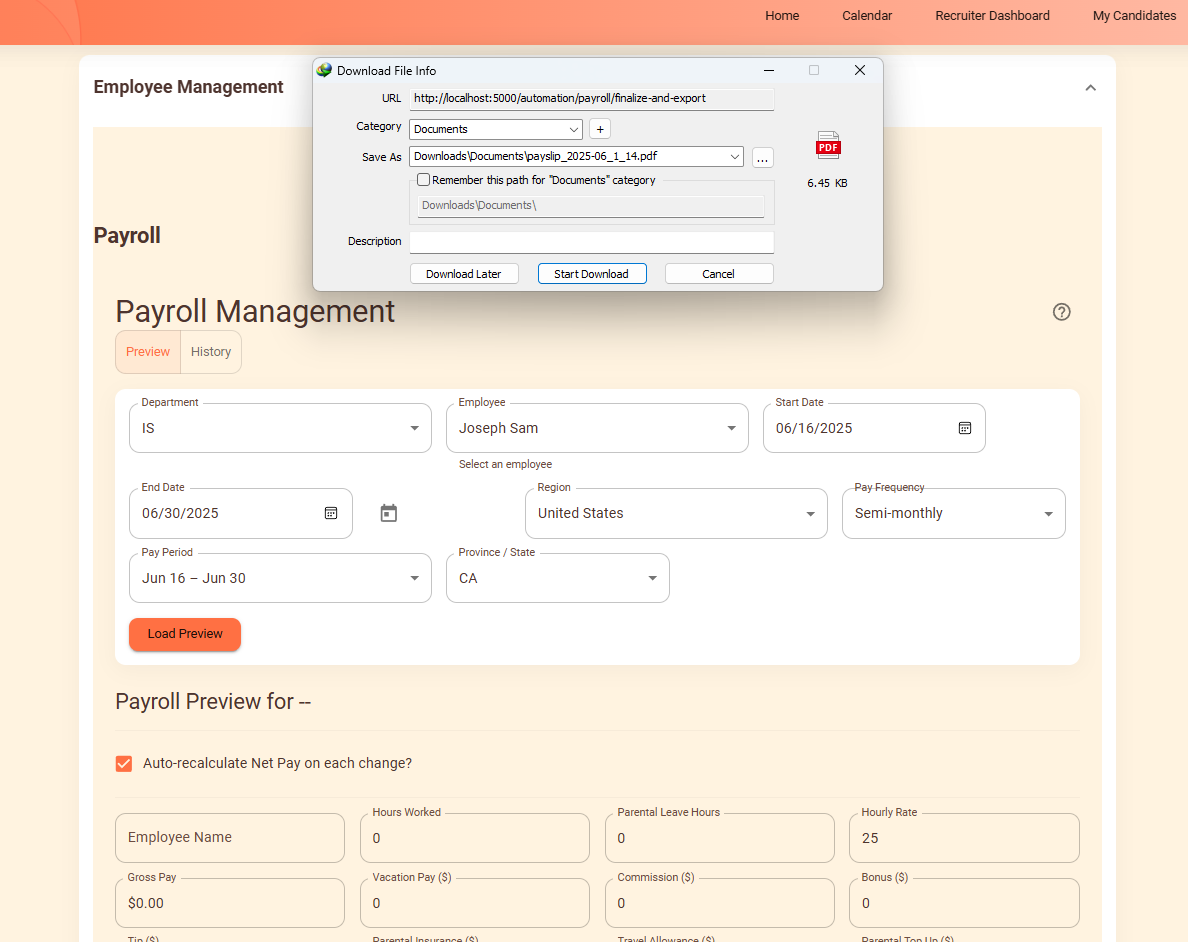 Home Calendar Recruiter Dashboard My Candidates
Employee Management
Download File Info
URL http://localhost:5000/automation/payroll/finalize-and-export
Category Documents +
Save As Downloads\Documents\payslip_2025-06_1_14.pdf ...
PDF
6.45 KB
Remember this path for "Documents" category
Downloads\Documents\
Description
Download Later Start Download Cancel
Payroll
Payroll Management
?
Preview History
Department Employee Start Date
IS Joseph Sam 06/16/2025
Select an employee
End Date Region Pay Frequency
06/30/2025 United States Semi-monthly
Pay Period Province / State
Jun 16 – Jun 30 CA
Load Preview
Payroll Preview for --
Auto-recalculate Net Pay on each change?
Hours Worked Parental Leave Hours Hourly Rate
Employee Name 0 0 25
Gross Pay Vacation Pay ($) Commission ($) Bonus ($)
$0.00 0 0 0
Tip ($) Parental Insurance ($) Travel Allowance ($) Parental Top Up ($)